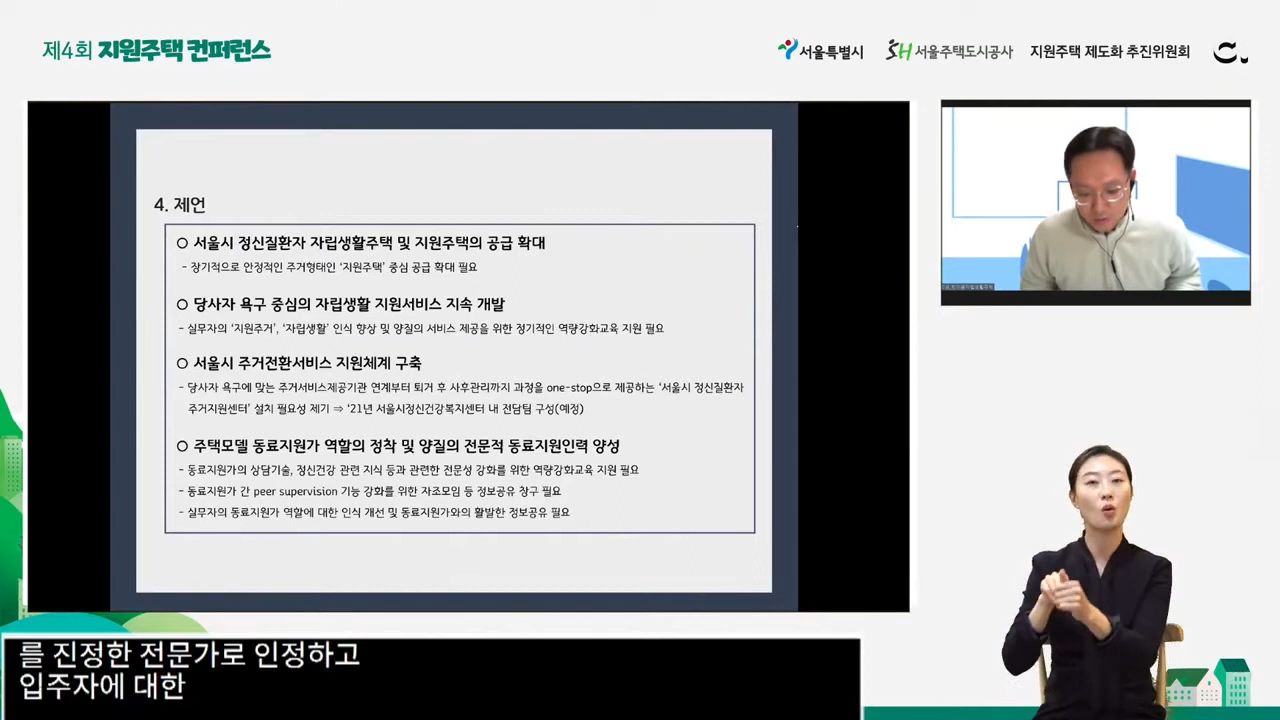 제4회 지원주택 컨퍼런스
서울특별시
SH 서울주택도시공사
지원주택 제도화 추진위원회
4. 제언
○ 서울시 정신질환자 자립생활주택 및 지원주택의 공급 확대
- 장기적으로 안정적인 주거형태인 ‘지원주택’ 중심 공급 확대 필요
○ 당사자 욕구 중심의 자립생활 지원서비스 지속 개발
- 실무자의 ‘지원주거’, ‘자립생활’ 인식 향상 및 양질의 서비스 제공을 위한 정기적인 역량강화교육 지원 필요
○ 서울시 주거전환서비스 지원체계 구축
- 당사자 욕구에 맞는 주거서비스제공기관 연계부터 퇴거 후 사후관리까지 과정을 one-stop으로 제공하는 ‘서울시 정신질환자
주거지원센터’ 설치 필요성 제기 ⇒ ‘21년 서울시정신건강복지센터 내 전담팀 구성(예정)
○ 주택모델 동료지원가 역할의 정착 및 양질의 전문적 동료지원인력 양성
- 동료지원가의 상담기술, 정신건강 관련 지식 등과 관련한 전문성 강화를 위한 역량강화교육 지원 필요
- 동료지원가 간 peer supervision 기능 강화를 위한 자조모임 등 정보공유 창구 필요
- 실무자의 동료지원가 역할에 대한 인식 개선 및 동료지원가와의 활발한 정보공유 필요
를 진정한 전문가로 인정하고
입주자에 대한